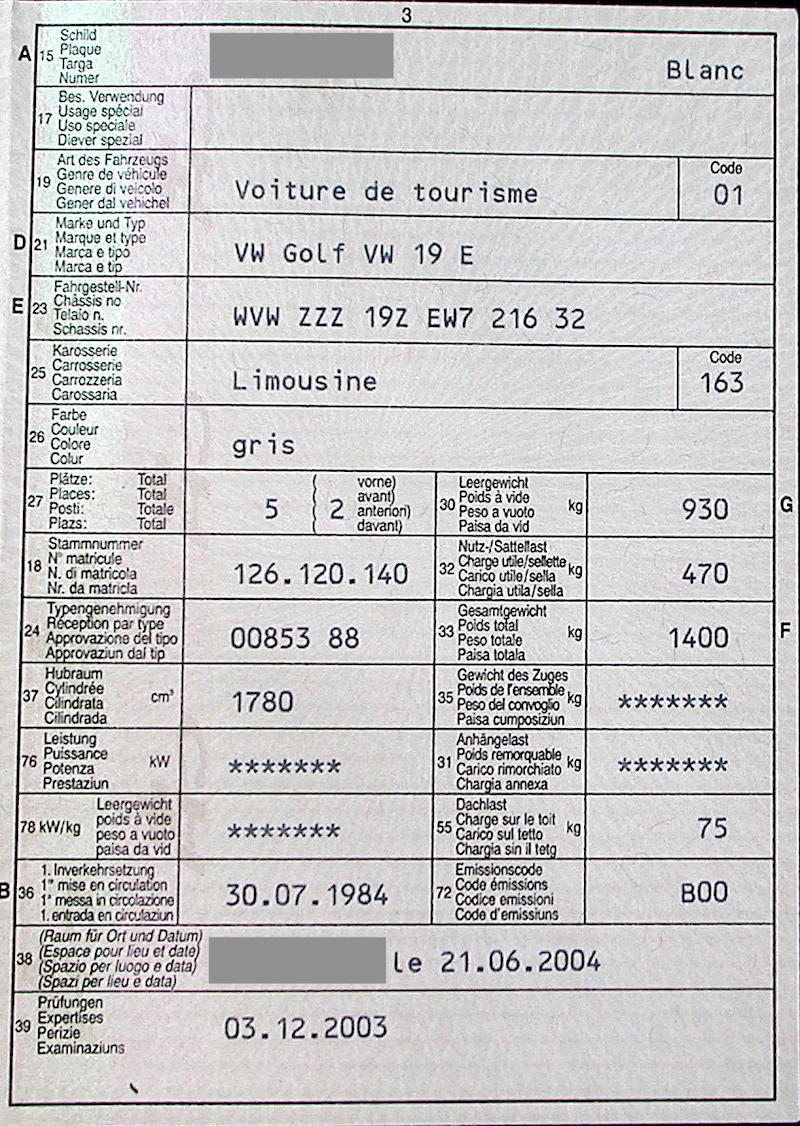 3
A 15 Schild
Plaque
Targa
Numer
Blanc
17 Bes. Verwendung
Usage spécial
Uso speciale
Diever spezial
19 Art des Fahrzeugs
Genre de véhicule
Genere di veicolo
Gener dal vehichel
Voiture de tourisme
Code
01
D 21 Marke und Typ
Marque et type
Marca e tipo
Marca e tip
VW Golf VW 19 E
E 23 Fahrgestell-Nr.
Châssis no
Telaio n.
Schassis nr.
WVW ZZZ 19Z EW7 216 32
25 Karosserie
Carrosserie
Carrozzeria
Carossaria
Limousine
Code
163
26 Farbe
Couleur
Colore
Colur
gris
27 Plätze: Total
Places: Total
Posti: Totale
Plazs: Total
5 ( 2 vorne)
avant)
anteriori)
davant)
30 Leergewicht
Poids à vide
Peso a vuoto
Paisa da vid
kg
930
G
18 Stammnummer
N° matricule
N. di matricola
Nr. da matricla
126.120.140
32 Nutz-/Sattellast
Charge utile/sellette
Carico utile/sella
Chargia utila/sella
kg
470
24 Typengenehmigung
Réception par type
Approvazione del tipo
Approvaziun dal tip
00853 88
33 Gesamtgewicht
Poids total
Peso totale
Paisa totala
kg
1400
F
37 Hubraum
Cylindrée
Cilindrata
Cilindrada
cm³
1780
35 Gewicht des Zuges
Poids de l'ensemble
Peso del convoglio
Paisa cumposiziun
kg
*******
76 Leistung
Puissance
Potenza
Prestaziun
kW
*******
31 Anhängelast
Poids remorquable
Carico rimorchiato
Chargia annexa
kg
*******
78 kW/kg
Leergewicht
poids à vide
peso a vuoto
paisa da vid
*******
55 Dachlast
Charge sur le toit
Carico sul tetto
Chargia sin il tetg
kg
75
B 36 1. Inverkehrsetzung
1re mise en circulation
1a messa in circolazione
1. entrada en circulaziun
30.07.1984
72 Emissionscode
Code émissions
Codice emissioni
Code d'emissiuns
B00
38 (Raum für Ort und Datum)
(Espace pour lieu et date)
(Spazio per luogo e data)
(Spazi per lieu e data)
le 21.06.2004
39 Prüfungen
Expertises
Perizie
Examinaziuns
03.12.2003